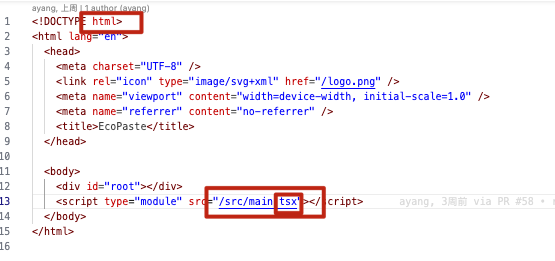 ayang, 上周 | 1 author (ayang)
1 <!DOCTYPE html>
2 <html lang="en">
3 <head>
4 <meta charset="UTF-8" />
5 <link rel="icon" type="image/svg+xml" href="/logo.png" />
6 <meta name="viewport" content="width=device-width, initial-scale=1.0" />
7 <meta name="referrer" content="no-referrer" />
8 <title>EcoPaste</title>
9 </head>
10
11 <body>
12 <div id="root"></div>
13 <script type="module" src="/src/main.tsx"></script> ayang, 3周前 via PR #58 •
14 </body>
15 </html>
16